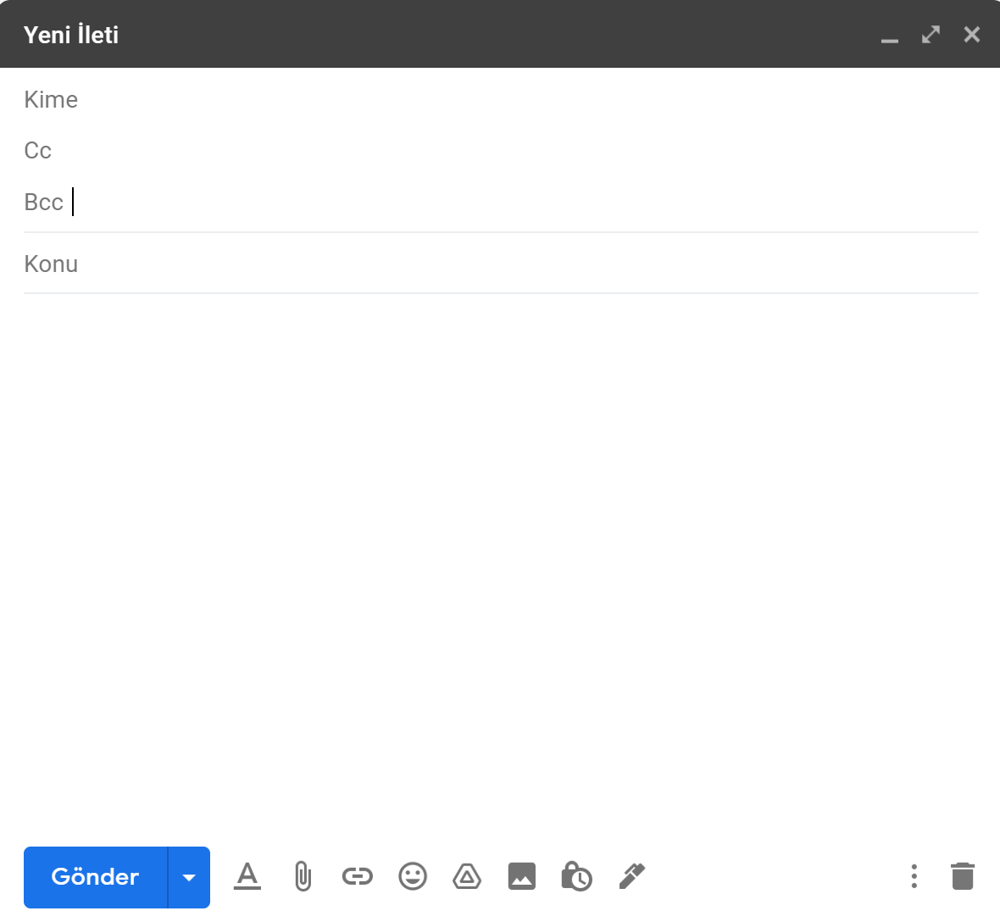 Yeni İleti
Kime
Cc
Bcc
Konu
Gönder